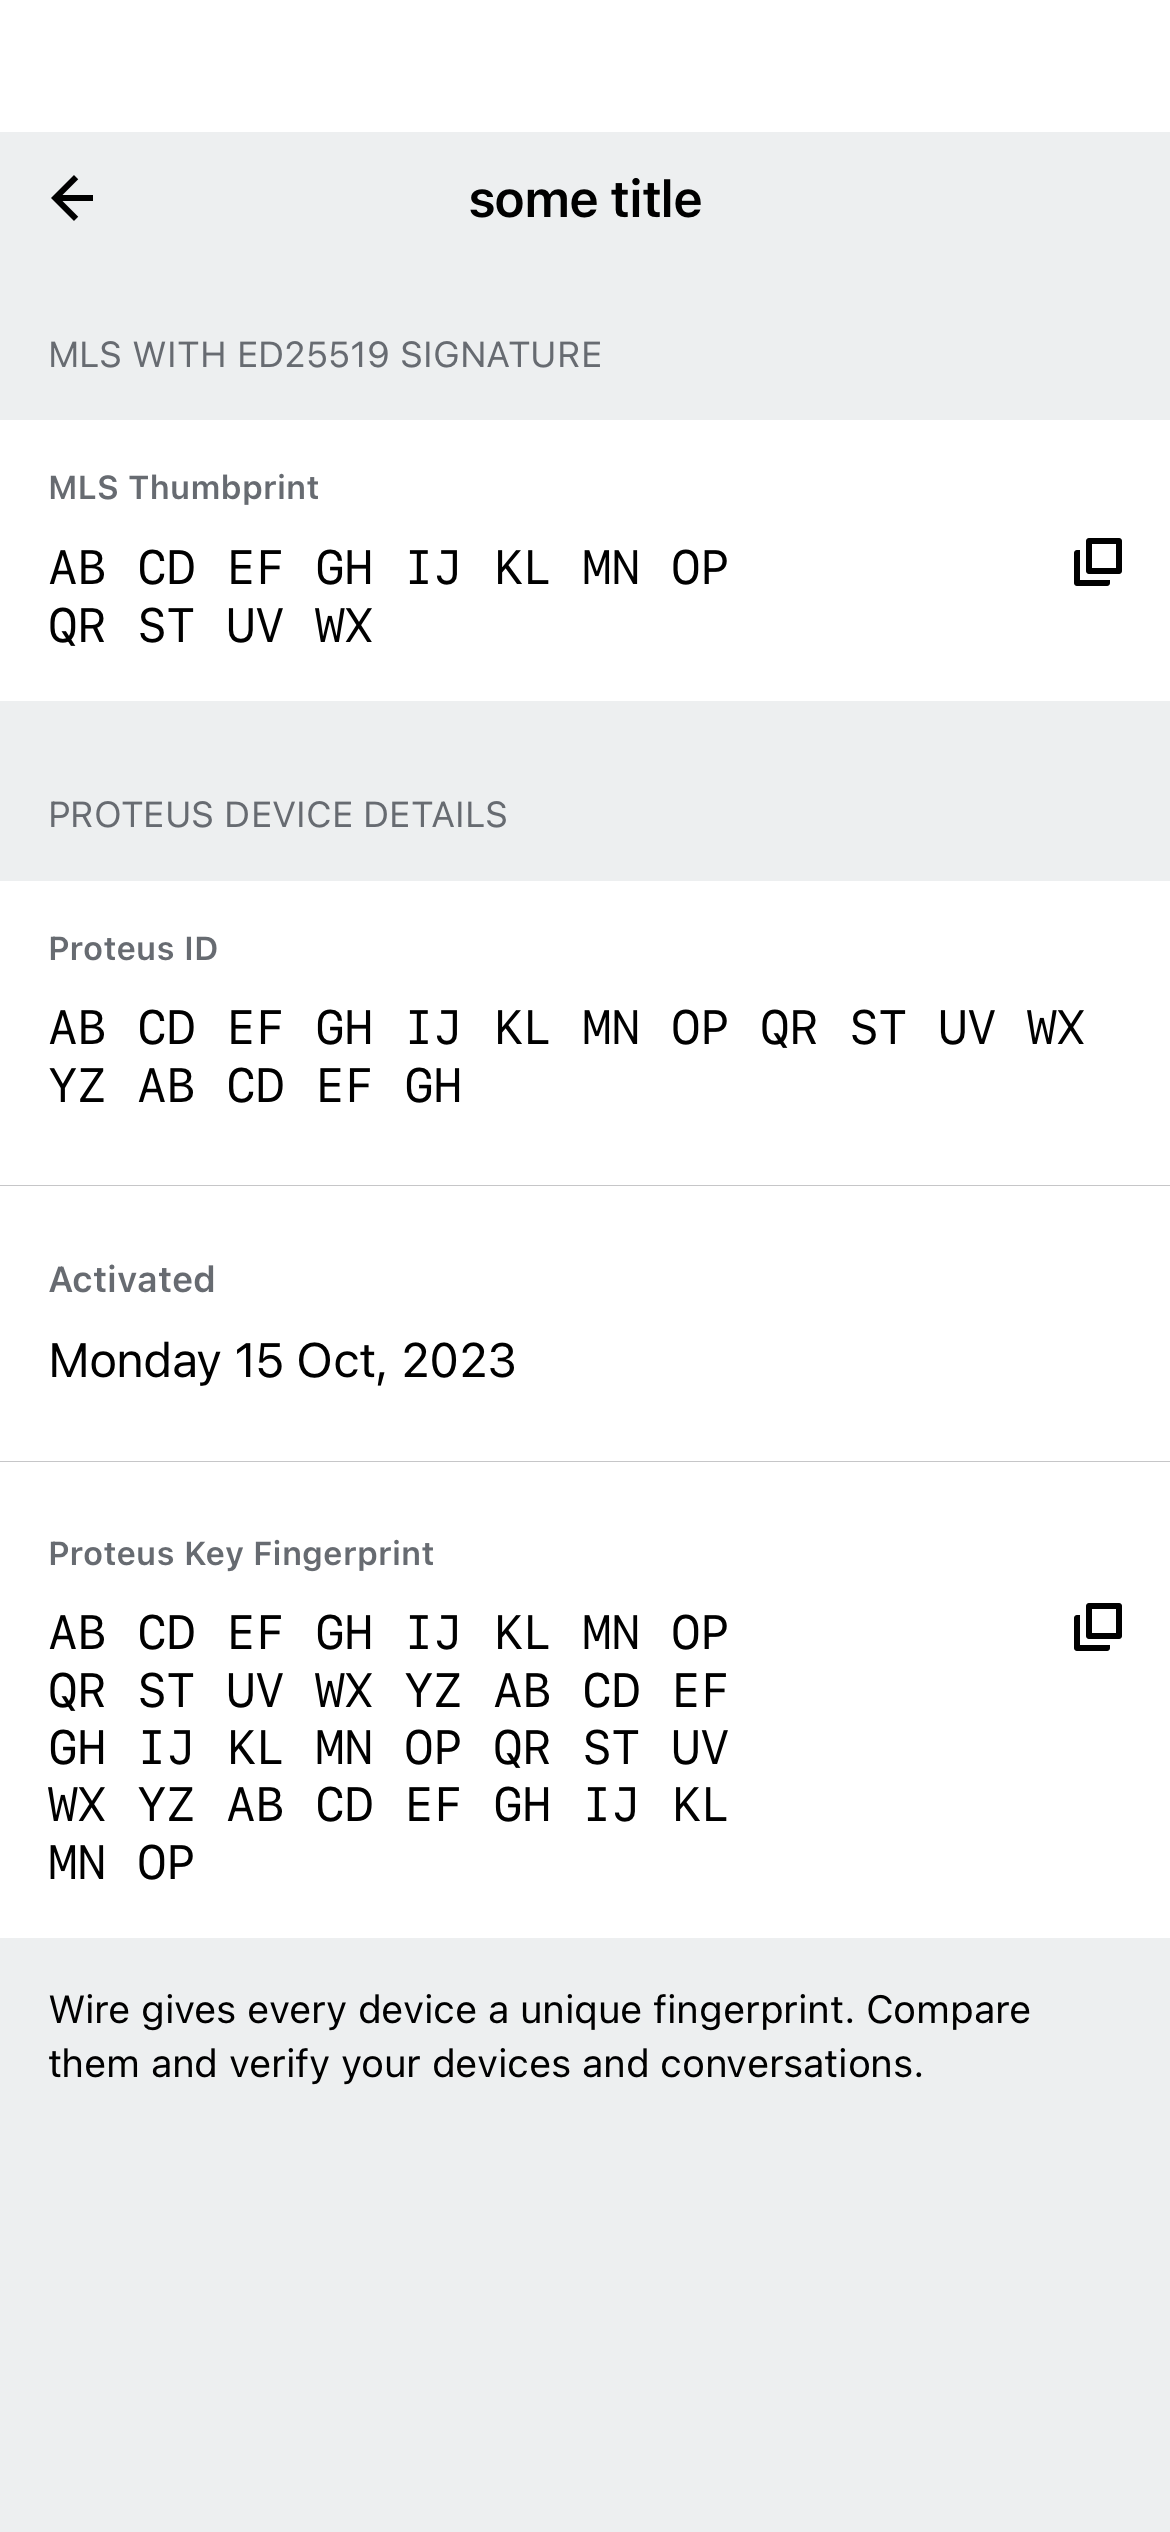 some title
MLS WITH ED25519 SIGNATURE
MLS Thumbprint
AB CD EF GH IJ KL MN OP
QR ST UV WX
PROTEUS DEVICE DETAILS
Proteus ID
AB CD EF GH IJ KL MN OP QR ST UV WX
YZ AB CD EF GH
Activated
Monday 15 Oct, 2023
Proteus Key Fingerprint
AB CD EF GH IJ KL MN OP
QR ST UV WX YZ AB CD EF
GH IJ KL MN OP QR ST UV
WX YZ AB CD EF GH IJ KL
MN OP
Wire gives every device a unique fingerprint. Compare
them and verify your devices and conversations.